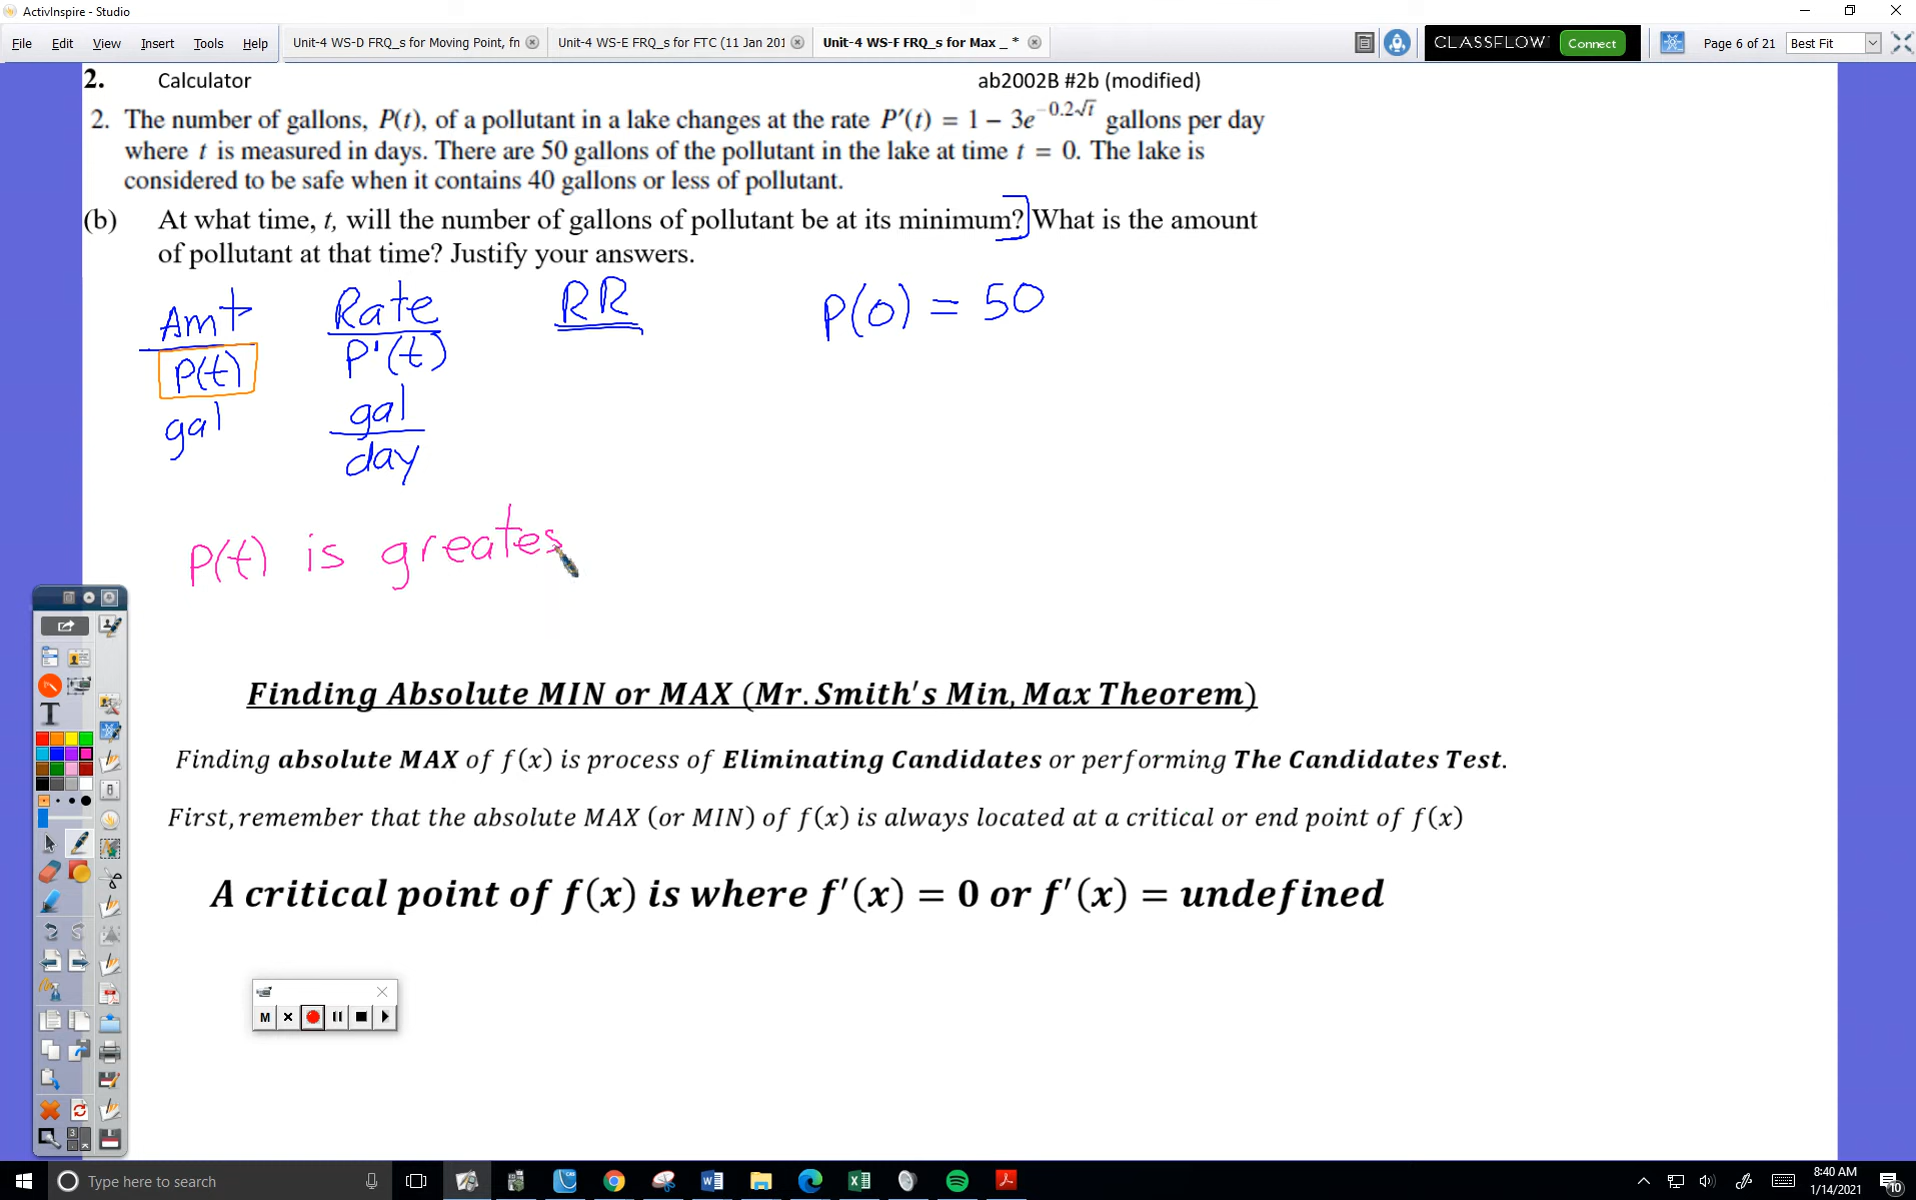 ActivInspire - Studio
File Edit View Insert Tools Help
Unit-4 WS-D FRQ_s for Moving Point, fn
Unit-4 WS-E FRQ_s for FTC (11 Jan 201
Unit-4 WS-F FRQ_s for Max _ *
CLASSFLOW Connect
Page 6 of 21
Best Fit
2. Calculator ab2002B #2b (modified)
2. The number of gallons, P(t), of a pollutant in a lake changes at the rate P′(t) = 1 − 3e^(−0.2√t) gallons per day
where t is measured in days. There are 50 gallons of the pollutant in the lake at time t = 0. The lake is
considered to be safe when it contains 40 gallons or less of pollutant.
(b) At what time, t, will the number of gallons of pollutant be at its minimum? What is the amount
of pollutant at that time? Justify your answers.
Amt Rate RR P(0) = 50
P(t) P'(t)
gal gal
day
P(t) is greates
Finding Absolute MIN or MAX (Mr. Smith′s Min, Max Theorem)
Finding absolute MAX of f(x) is process of Eliminating Candidates or performing The Candidates Test.
First, remember that the absolute MAX (or MIN) of f(x) is always located at a critical or end point of f(x)
A critical point of f(x) is where f′(x) = 0 or f′(x) = undefined
M
Type here to search
8:40 AM
1/14/2021
10